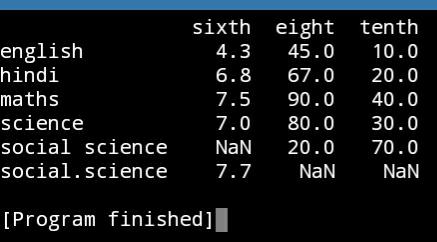 sixth eight tenth
english 4.3 45.0 10.0
hindi 6.8 67.0 20.0
maths 7.5 90.0 40.0
science 7.0 80.0 30.0
social science NaN 20.0 70.0
social.science 7.7 NaN NaN
[Program finished]